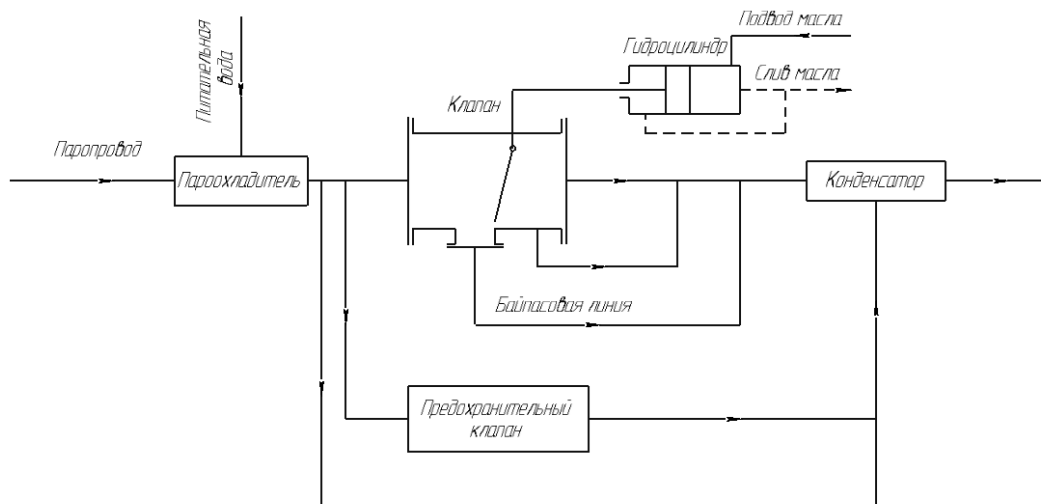 Подвод масла
Гидроцилиндр
Слив масла
Питательная
вода
Клапан
Паропровод
Пароохладитель
Конденсатор
Байпасовая линия
Предохранительный
клапан